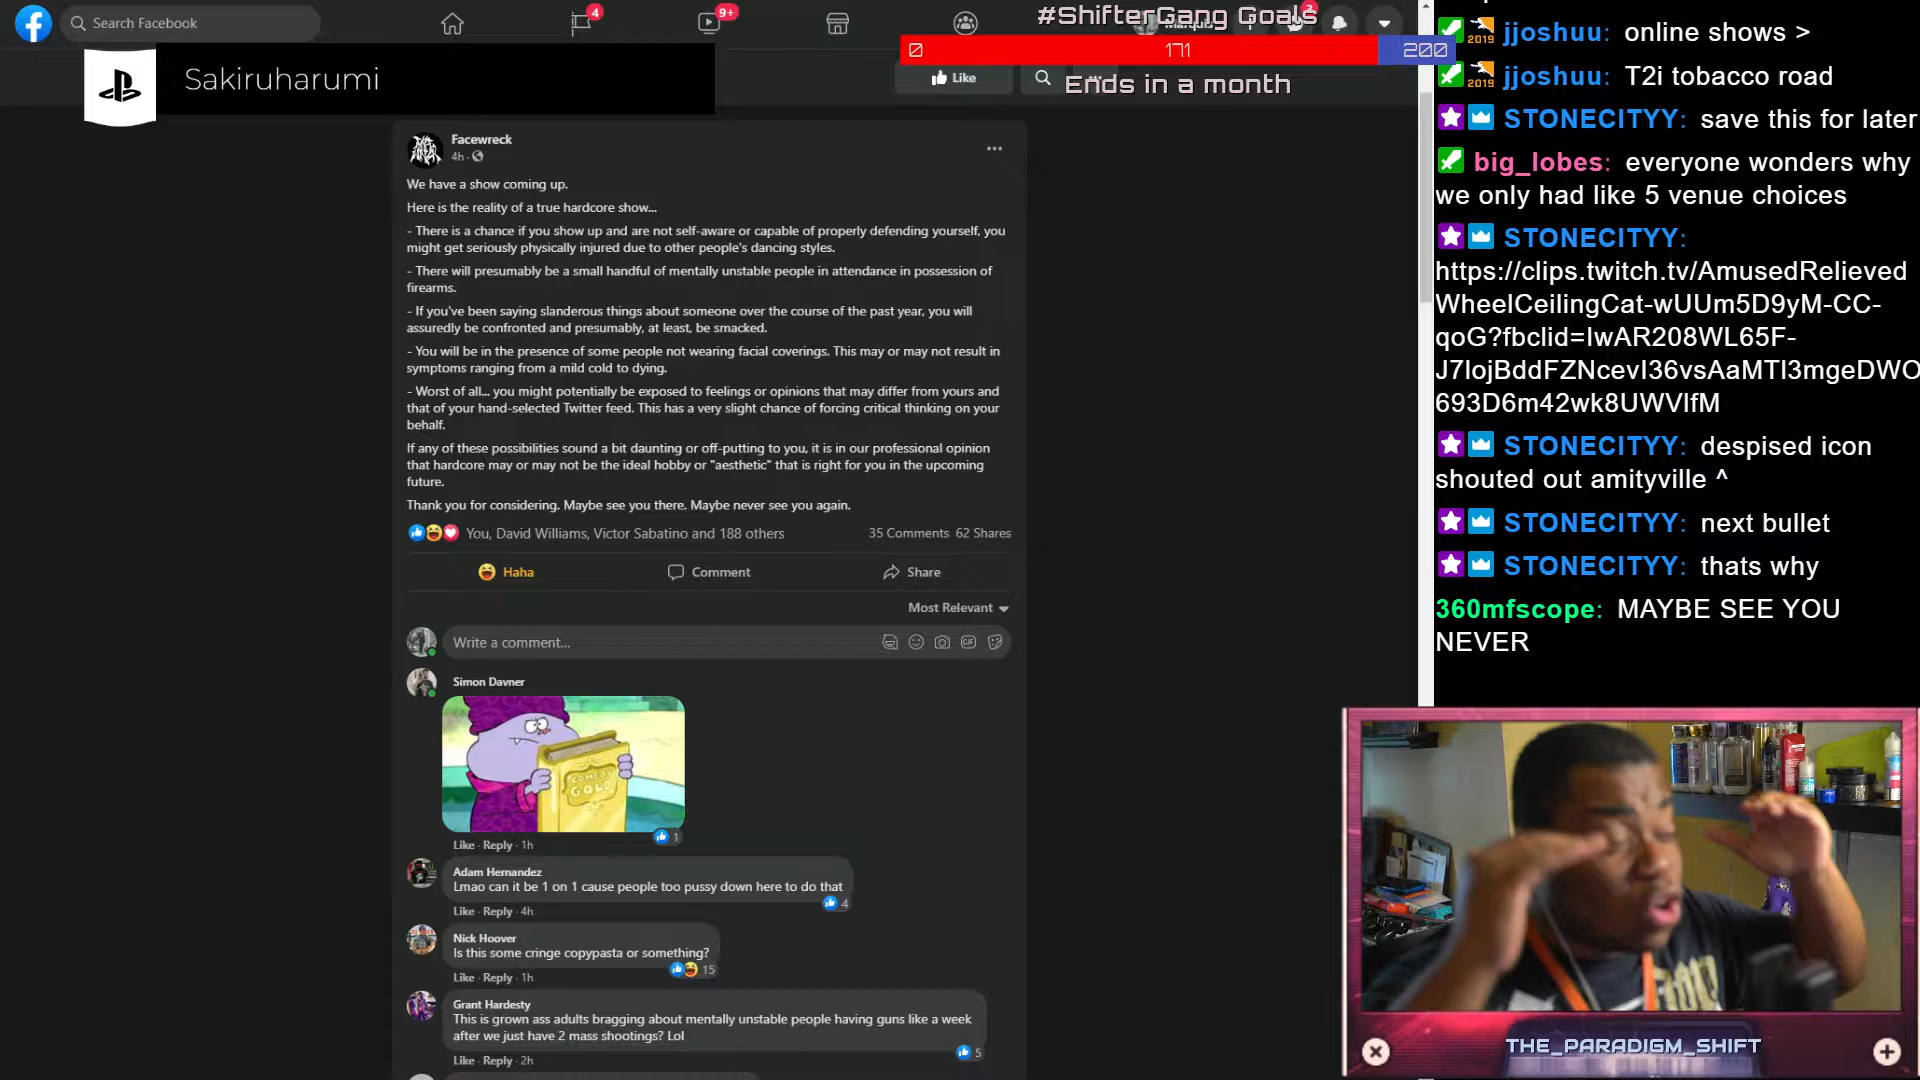 Search Facebook
4
9+
#ShifterGang Goals
0
171
200
Ends in a month
Sakiruharumi
Like
Facewreck
4h
We have a show coming up.
Here is the reality of a true hardcore show...
- There is a chance if you show up and are not self-aware or capable of properly defending yourself, you
might get seriously physically injured due to other people's dancing styles.
- There will presumably be a small handful of mentally unstable people in attendance in possession of
firearms.
- If you've been saying slanderous things about someone over the course of the past year, you will
assuredly be confronted and presumably, at least, be smacked.
- You will be in the presence of some people not wearing facial coverings. This may or may not result in
symptoms ranging from a mild cold to dying.
- Worst of all... you might potentially be exposed to feelings or opinions that may differ from yours and
that of your hand-selected Twitter feed. This has a very slight chance of forcing critical thinking on your
behalf.
If any of these possibilities sound a bit daunting or off-putting to you, it is in our professional opinion
that hardcore may or may not be the ideal hobby or "aesthetic" that is right for you in the upcoming
future.
Thank you for considering. Maybe see you there. Maybe never see you again.
You, David Williams, Victor Sabatino and 188 others
35 Comments 62 Shares
Haha
Comment
Share
Most Relevant
Write a comment...
GIF
Simon Davner
COMEDY
GOLD
1
Like · Reply · 1h
Adam Hernandez
Lmao can it be 1 on 1 cause people too pussy down here to do that
4
Like · Reply · 4h
Nick Hoover
Is this some cringe copypasta or something?
15
Like · Reply · 1h
Grant Hardesty
This is grown ass adults bragging about mentally unstable people having guns like a week
after we just have 2 mass shootings? Lol
5
Like · Reply · 2h
2019 jjoshuu: online shows >
2019 jjoshuu: T2i tobacco road
STONECITYY: save this for later
big_lobes: everyone wonders why
we only had like 5 venue choices
STONECITYY:
https://clips.twitch.tv/AmusedRelieved
WheelCeilingCat-wUUm5D9yM-CC-
qoG?fbclid=IwAR208WL65F-
J7lojBddFZNcevI36vsAaMTl3mgeDWO
693D6m42wk8UWVIfM
STONECITYY: despised icon
shouted out amityville ^
STONECITYY: next bullet
STONECITYY: thats why
360mfscope: MAYBE SEE YOU
NEVER
THE_PARADIGM_SHIFT